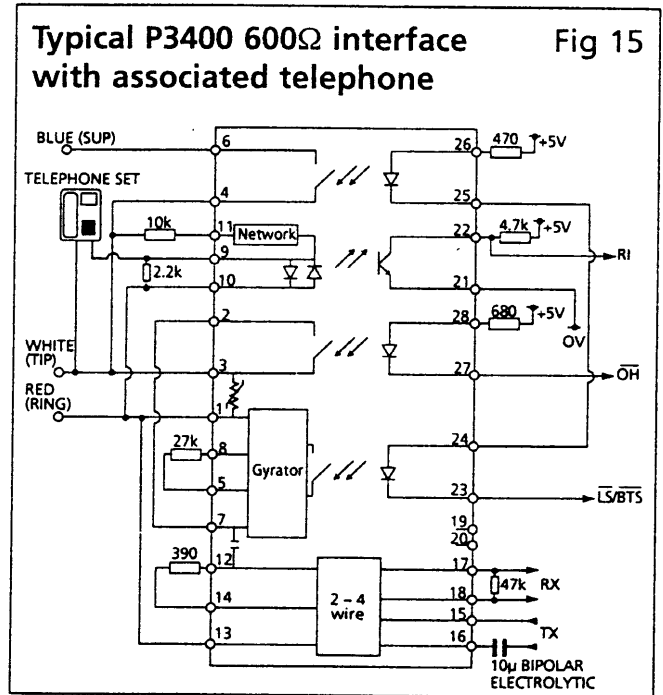 Typical P3400 600Ω interface Fig 15
with associated telephone
BLUE (SUP)
6
26
470
+5V
TELEPHONE SET
4
25
10k
11
Network
22
4.7k
+5V
9
RI
2.2k
10
21
2
28
680
+5V
0V
WHITE
(TIP)
3
27
OH
RED
(RING)
1
24
27k
8
Gyrator
5
23
LS/BTS
7
19
20
390
12
17
47k
RX
14
2-4
wire
18
15
TX
13
16
10µ BIPOLAR
ELECTROLYTIC